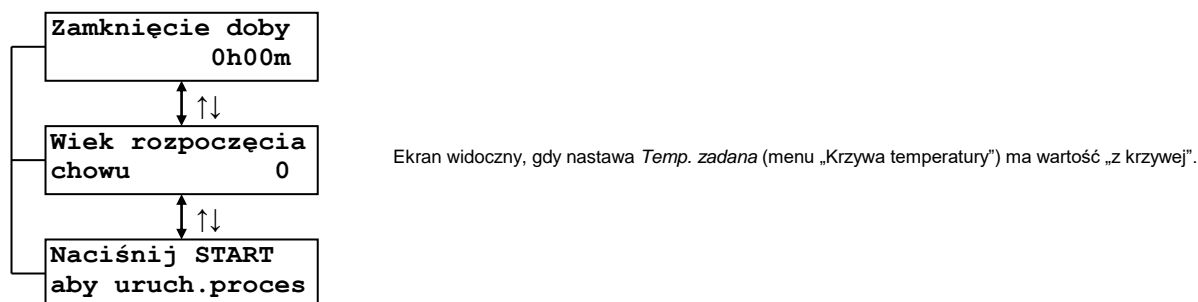 Zamknięcie doby
0h00m
↑↓
Wiek rozpoczęcia
chowu 0
Ekran widoczny, gdy nastawa Temp. zadana (menu „Krzywa temperatury”) ma wartość „z krzywej”.
↑↓
Naciśnij START
aby uruch.proces